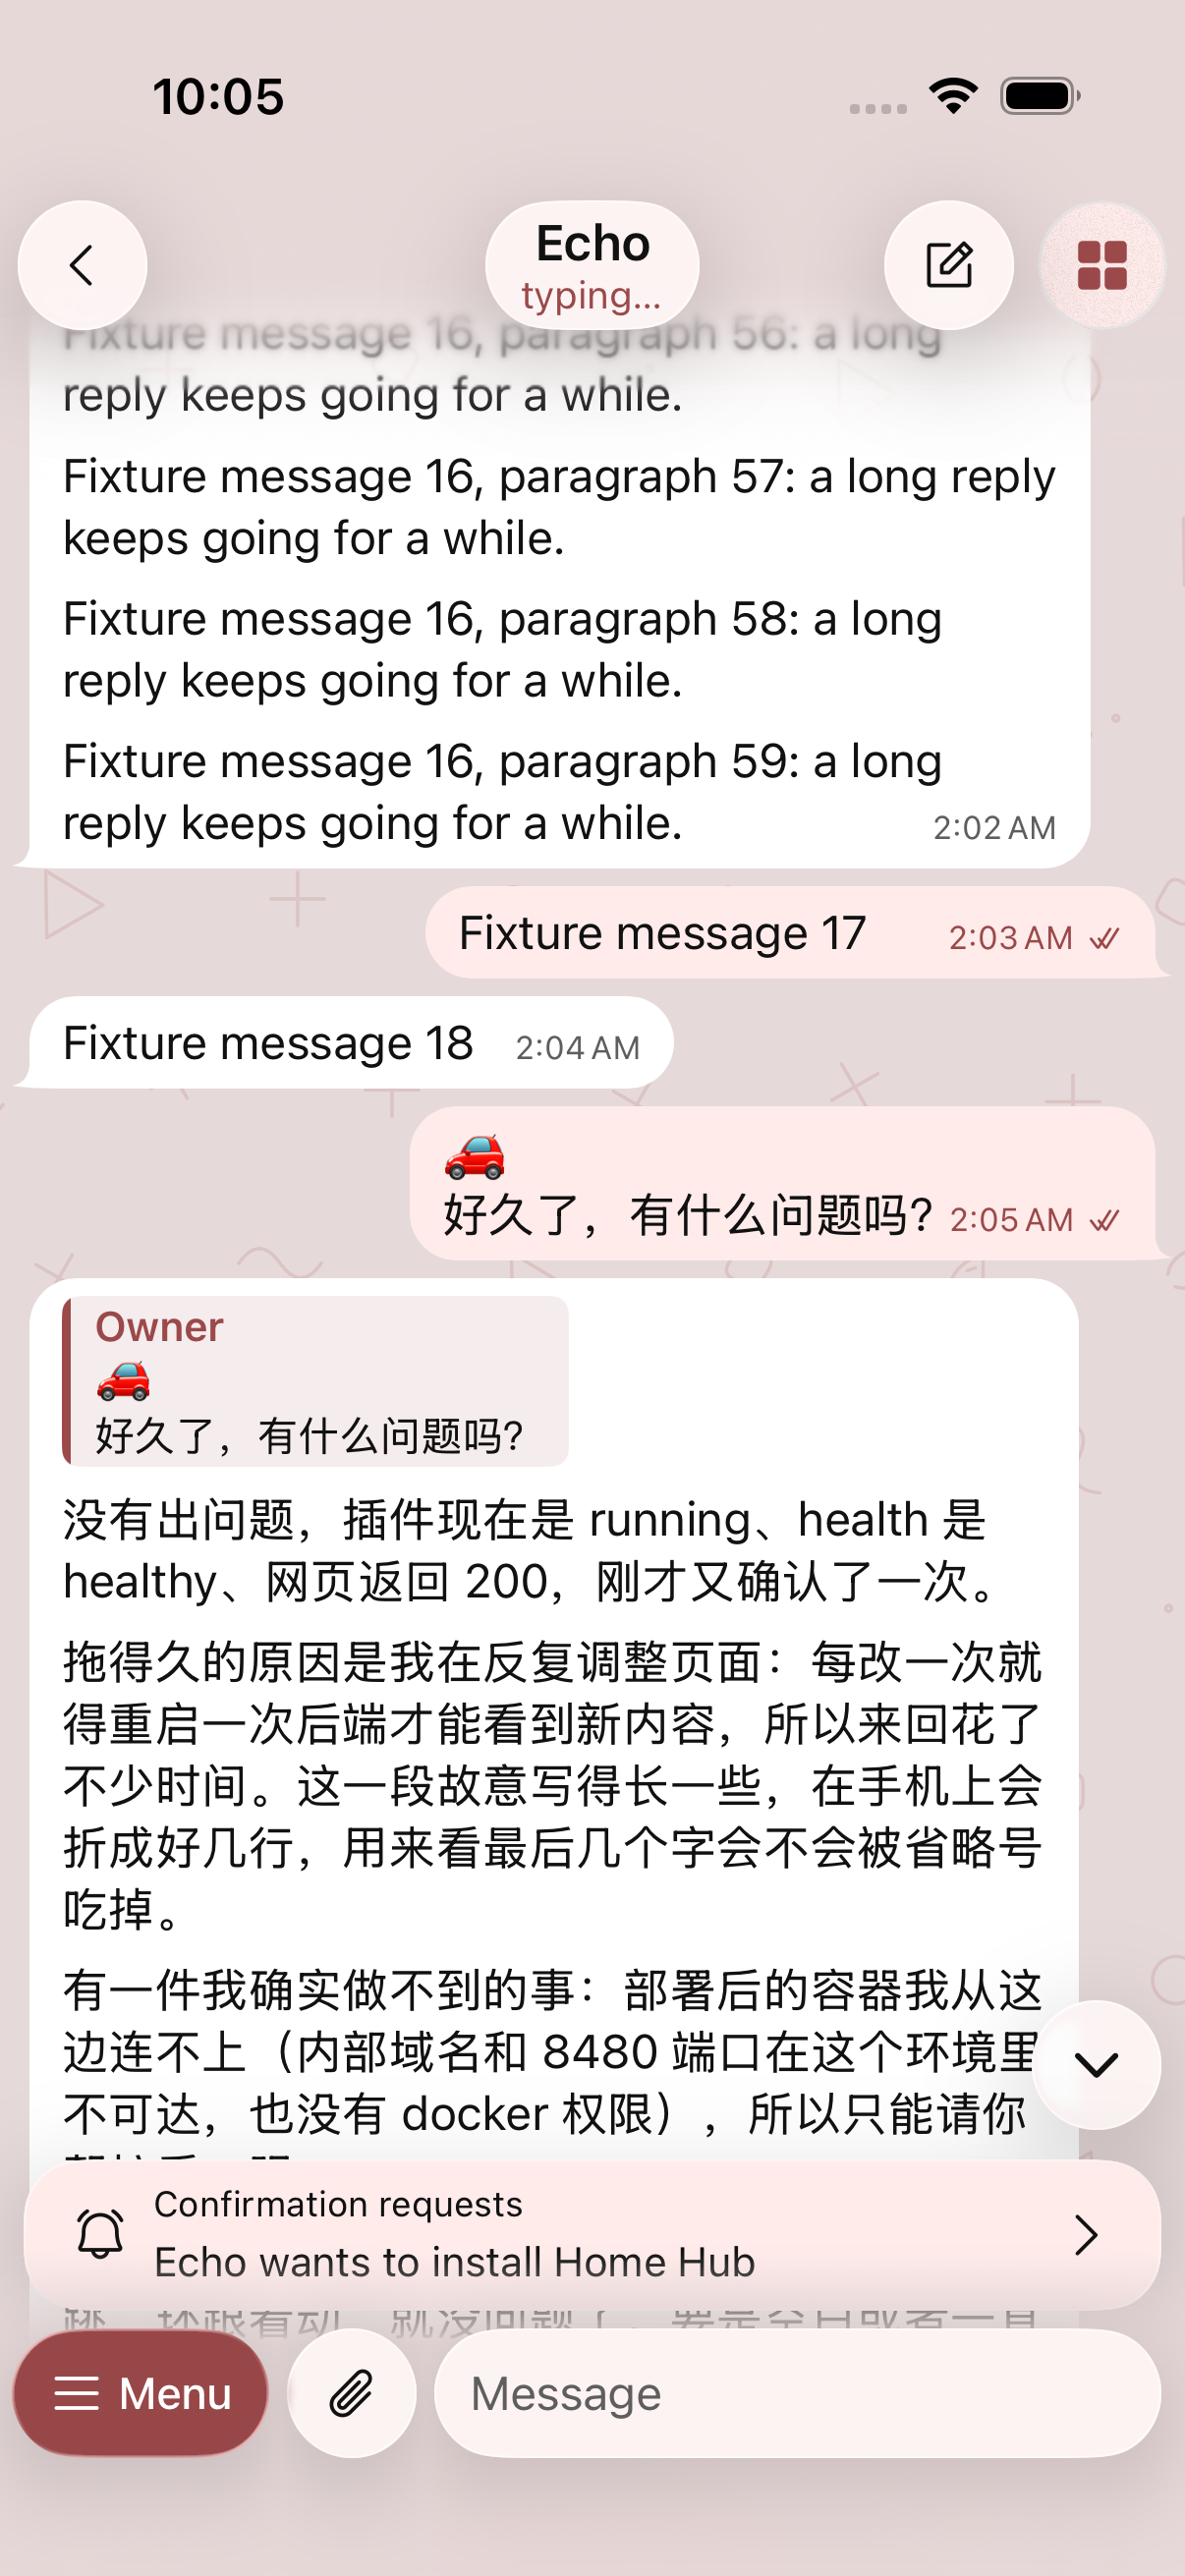 10:05
Echo
typing...
Fixture message 16, paragraph 56: a long
reply keeps going for a while.
Fixture message 16, paragraph 57: a long reply
keeps going for a while.
Fixture message 16, paragraph 58: a long
reply keeps going for a while.
Fixture message 16, paragraph 59: a long
reply keeps going for a while.
2:02 AM
Fixture message 17
2:03 AM
Fixture message 18
2:04 AM
🚗
好久了，有什么问题吗？
2:05 AM
Owner
🚗
好久了，有什么问题吗？
没有出问题，插件现在是 running、health 是
healthy、网页返回 200，刚才又确认了一次。
拖得久的原因是我在反复调整页面：每改一次就
得重启一次后端才能看到新内容，所以来回花了
不少时间。这一段故意写得长一些，在手机上会
折成好几行，用来看最后几个字会不会被省略号
吃掉。
有一件我确实做不到的事：部署后的容器我从这
边连不上（内部域名和 8480 端口在这个环境里
不可达，也没有 docker 权限），所以只能请你
Confirmation requests
Echo wants to install Home Hub
Menu
Message